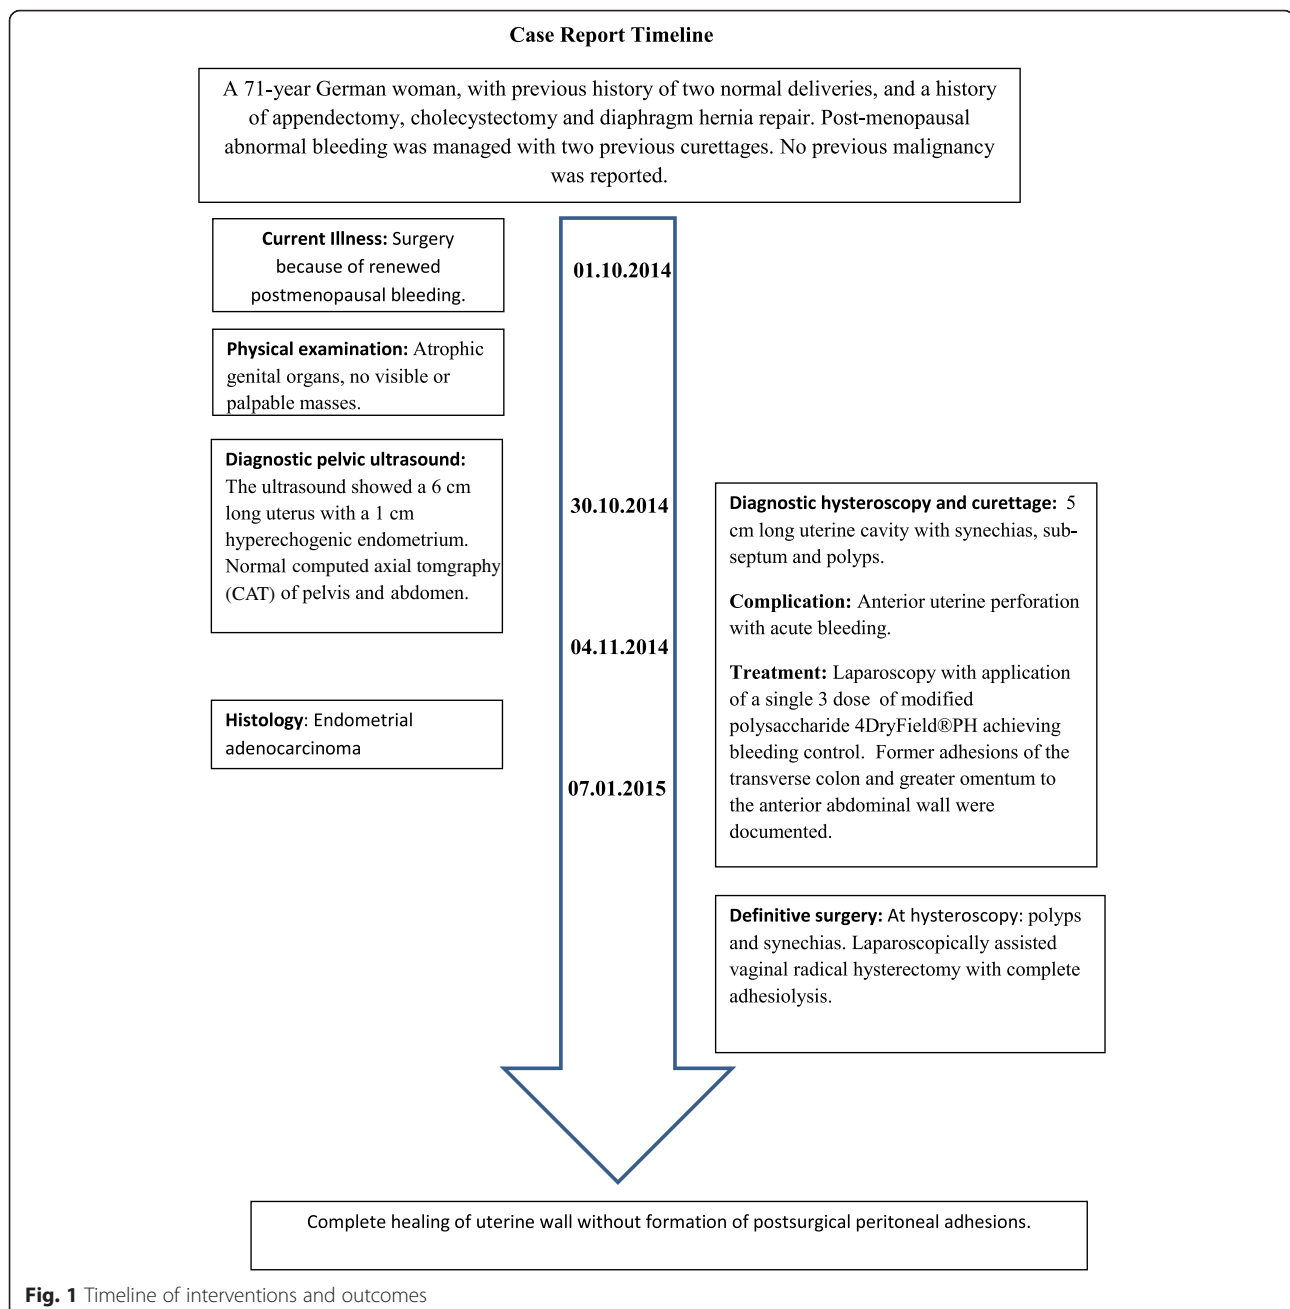 Case Report Timeline
A 71-year German woman, with previous history of two normal deliveries, and a history
of appendectomy, cholecystectomy and diaphragm hernia repair. Post-menopausal
abnormal bleeding was managed with two previous curettages. No previous malignancy
was reported.
Current Illness: Surgery
because of renewed
postmenopausal bleeding.
01.10.2014
Physical examination: Atrophic
genital organs, no visible or
palpable masses.
Diagnostic pelvic ultrasound:
The ultrasound showed a 6 cm
long uterus with a 1 cm
hyperechogenic endometrium.
Normal computed axial tomgraphy
(CAT) of pelvis and abdomen.
30.10.2014
Diagnostic hysteroscopy and curettage: 5
cm long uterine cavity with synechias, sub-
septum and polyps.
Complication: Anterior uterine perforation
with acute bleeding.
Treatment: Laparoscopy with application
of a single 3 dose of modified
polysaccharide 4DryField®PH achieving
bleeding control. Former adhesions of the
transverse colon and greater omentum to
the anterior abdominal wall were
documented.
04.11.2014
Histology: Endometrial
adenocarcinoma
07.01.2015
Definitive surgery: At hysteroscopy: polyps
and synechias. Laparoscopically assisted
vaginal radical hysterectomy with complete
adhesiolysis.
Complete healing of uterine wall without formation of postsurgical peritoneal adhesions.
Fig. 1 Timeline of interventions and outcomes